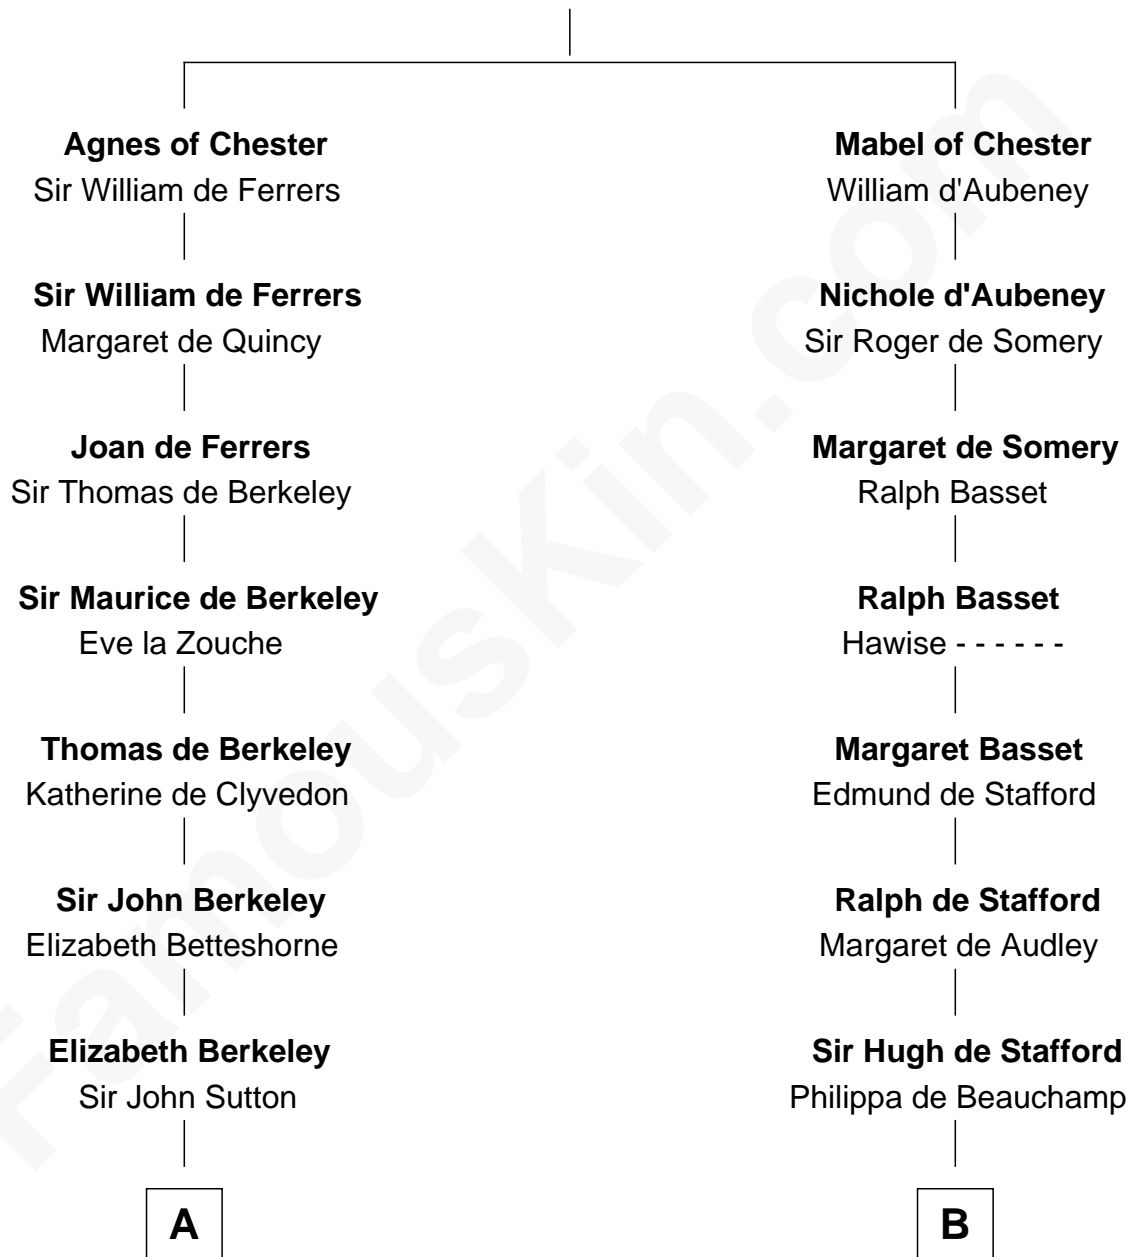 Agnes of Chester
Sir William de Ferrers
Sir William de Ferrers
Margaret de Quincy
Joan de Ferrers
Sir Thomas de Berkeley
Sir Maurice de Berkeley
Eve la Zouche
Thomas de Berkeley
Katherine de Clyvedon
Sir John Berkeley
Elizabeth Betteshorne
Elizabeth Berkeley
Sir John Sutton
A
Mabel of Chester
William d'Aubeney
Nichole d'Aubeney
Sir Roger de Somery
Margaret de Somery
Ralph Basset
Ralph Basset
Hawise - - - - - -
Margaret Basset
Edmund de Stafford
Ralph de Stafford
Margaret de Audley
Sir Hugh de Stafford
Philippa de Beauchamp
B
FamousKin.com